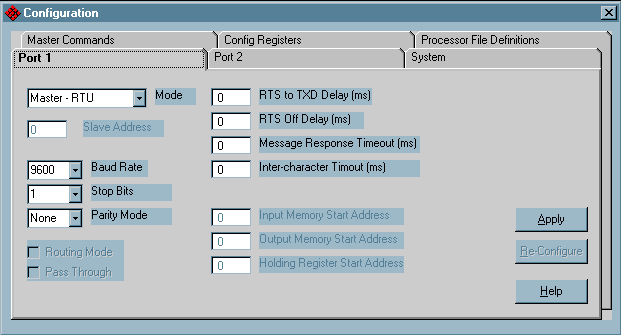 Configuration
Master Commands Config Registers Processor File Definitions
Port 1 Port 2 System
Master - RTU Mode 0 RTS to TXD Delay (ms)
0 Slave Address 0 RTS Off Delay (ms)
0 Message Response Timeout (ms)
9600 Baud Rate 0 Inter-character Timout (ms)
1 Stop Bits
None Parity Mode 0 Input Memory Start Address Apply
0 Output Memory Start Address
Routing Mode Re-Configure
Pass Through 0 Holding Register Start Address
Help